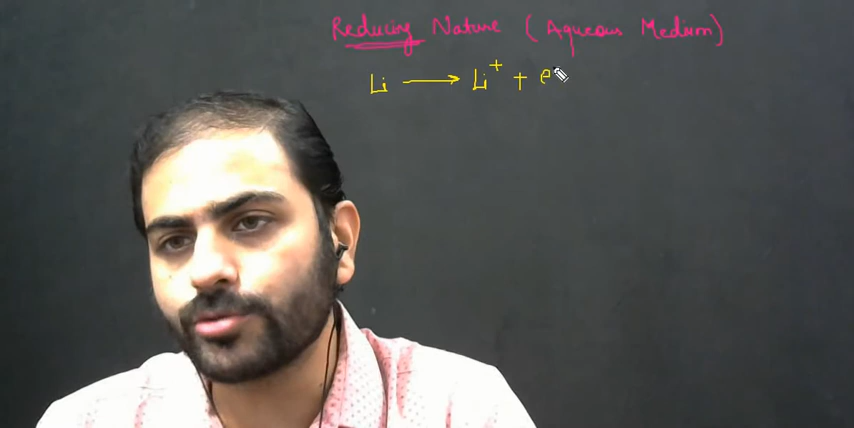 Reducing Nature (Aqueous Medium)
Li → Li⁺ + e